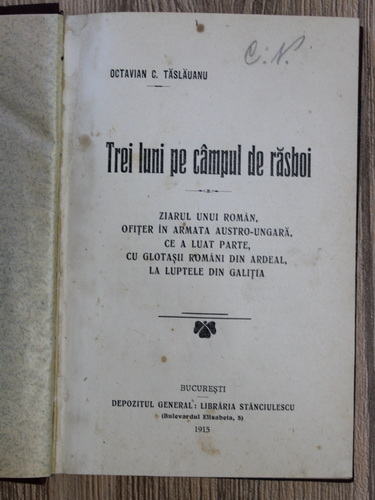 C. N.
OCTAVIAN C. TĂSLĂUANU
Trei luni pe câmpul de răsboi
ZIARUL UNUI ROMÂN,
OFIȚER ÎN ARMATA AUSTRO-UNGARĂ,
CE A LUAT PARTE,
CU GLOTAȘII ROMÂNI DIN ARDEAL,
LA LUPTELE DIN GALIȚIA
BUCUREȘTI
DEPOZITUL GENERAL: LIBRĂRIA STĂNCIULESCU
(Bulevardul Elisabeta, 5)
1915